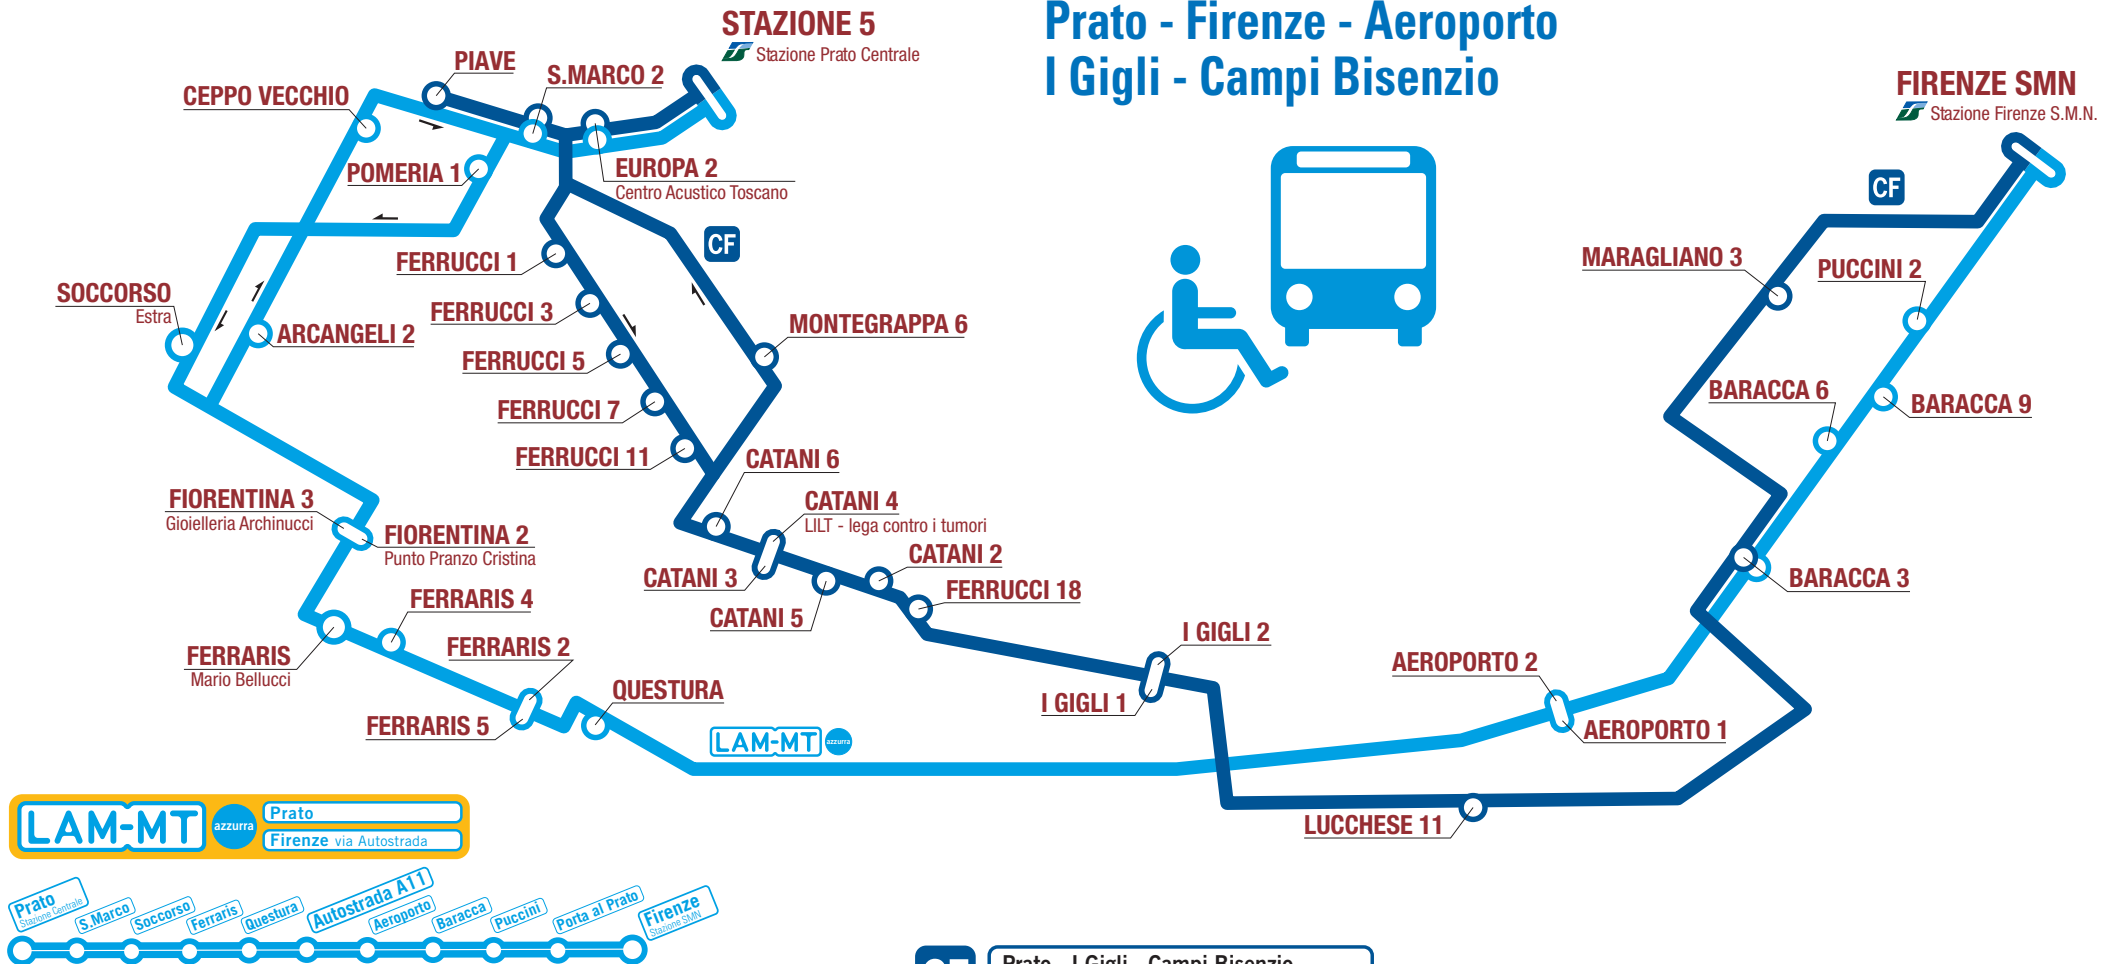 Prato - Firenze - Aeroporto
I Gigli - Campi Bisenzio
STAZIONE 5
Stazione Prato Centrale
PIAVE
S.MARCO 2
CEPPO VECCHIO
POMERIA 1
EUROPA 2
Centro Acustico Toscano
FIRENZE SMN
Stazione Firenze S.M.N.
CF
CF
FERRUCCI 1
MARAGLIANO 3
PUCCINI 2
SOCCORSO
Estra
FERRUCCI 3
ARCANGELI 2
MONTEGRAPPA 6
FERRUCCI 5
BARACCA 6
BARACCA 9
FERRUCCI 7
FERRUCCI 11
CATANI 6
FIORENTINA 3
Gioielleria Archinucci
CATANI 4
LILT - lega contro i tumori
FIORENTINA 2
Punto Pranzo Cristina
CATANI 2
CATANI 3
BARACCA 3
FERRUCCI 18
FERRARIS 4
CATANI 5
FERRARIS 2
I GIGLI 2
FERRARIS
Mario Bellucci
AEROPORTO 2
QUESTURA
I GIGLI 1
FERRARIS 5
AEROPORTO 1
LAM-MT azzurra
LUCCHESE 11
LAM-MT azzurra
Prato
Firenze via Autostrada
Prato
Stazione Centrale
S.Marco
Soccorso
Ferraris
Questura
Autostrada A11
Aeroporto
Baracca
Puccini
Porta al Prato
Firenze
Stazione SMN
CF
Prato - I Gigli - Campi Bisenzio